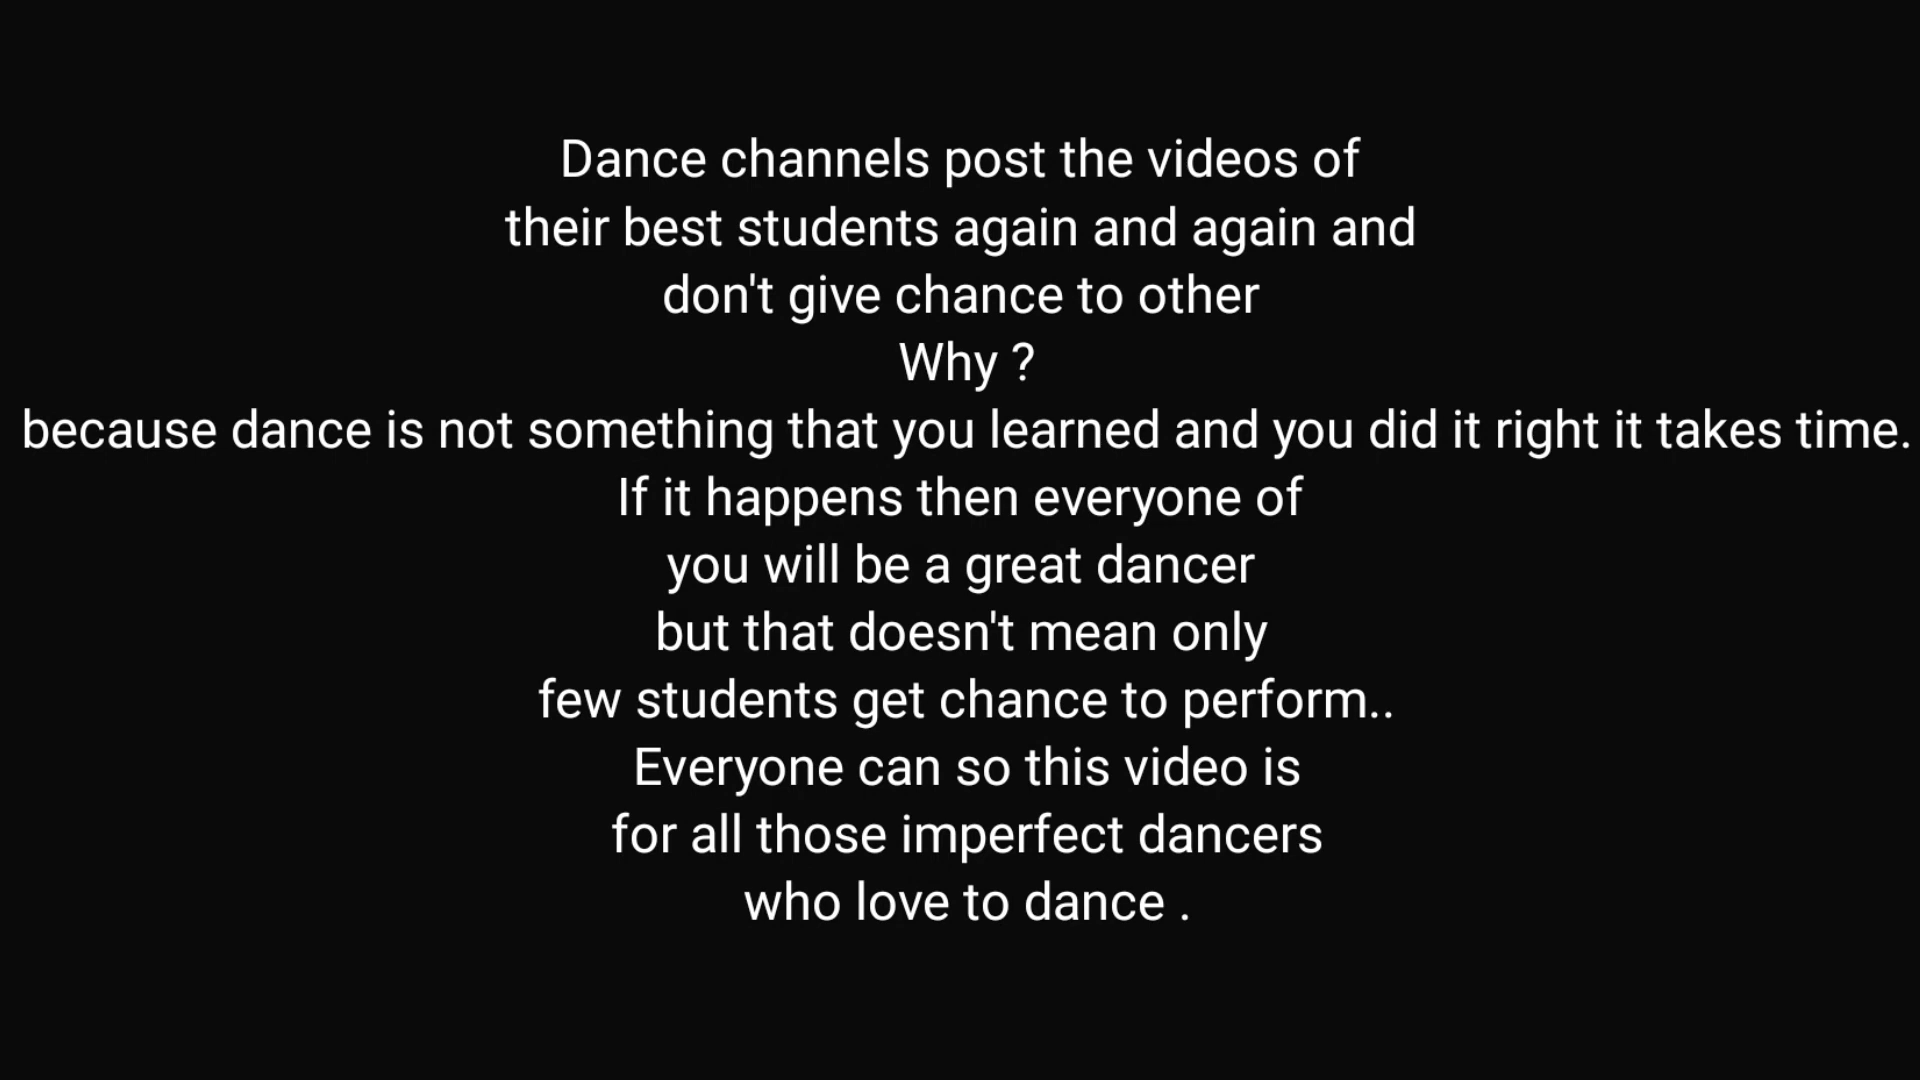 Dance channels post the videos of
their best students again and again and
don't give chance to other
Why ?
because dance is not something that you learned and you did it right it takes time.
If it happens then everyone of
you will be a great dancer
but that doesn't mean only
few students get chance to perform..
Everyone can so this video is
for all those imperfect dancers
who love to dance .